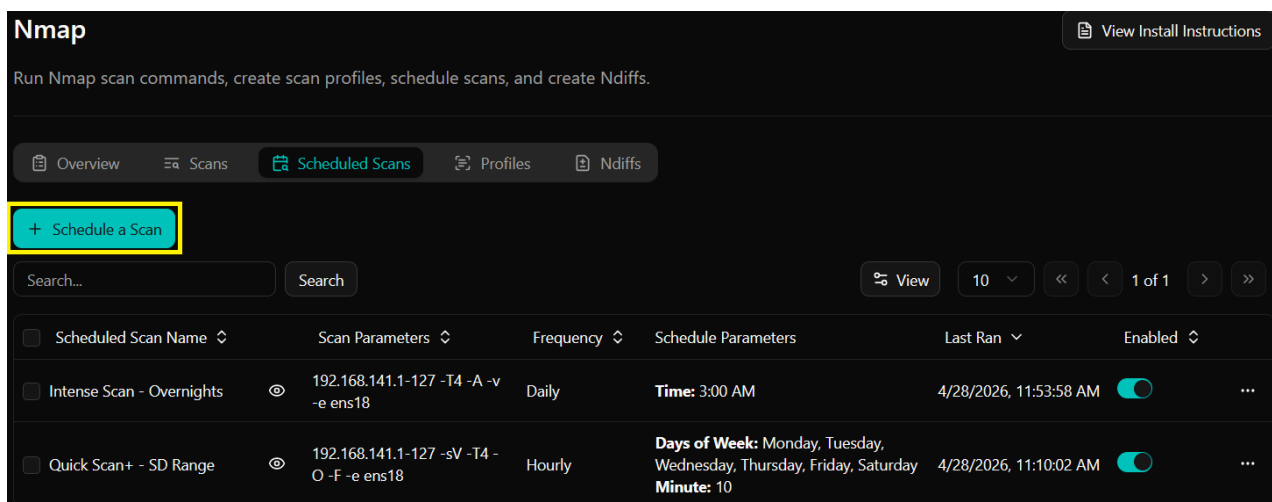 Nmap
View Install Instructions
Run Nmap scan commands, create scan profiles, schedule scans, and create Ndiffs.
Overview
Scans
Scheduled Scans
Profiles
Ndiffs
+ Schedule a Scan
Search...
Search
View
10
1 of 1
Scheduled Scan Name
Scan Parameters
Frequency
Schedule Parameters
Last Ran
Enabled
Intense Scan - Overnights
192.168.141.1-127 -T4 -A -v
-e ens18
Daily
Time: 3:00 AM
4/28/2026, 11:53:58 AM
Quick Scan+ - SD Range
192.168.141.1-127 -sV -T4 -
O -F -e ens18
Hourly
Days of Week: Monday, Tuesday,
Wednesday, Thursday, Friday, Saturday
Minute: 10
4/28/2026, 11:10:02 AM